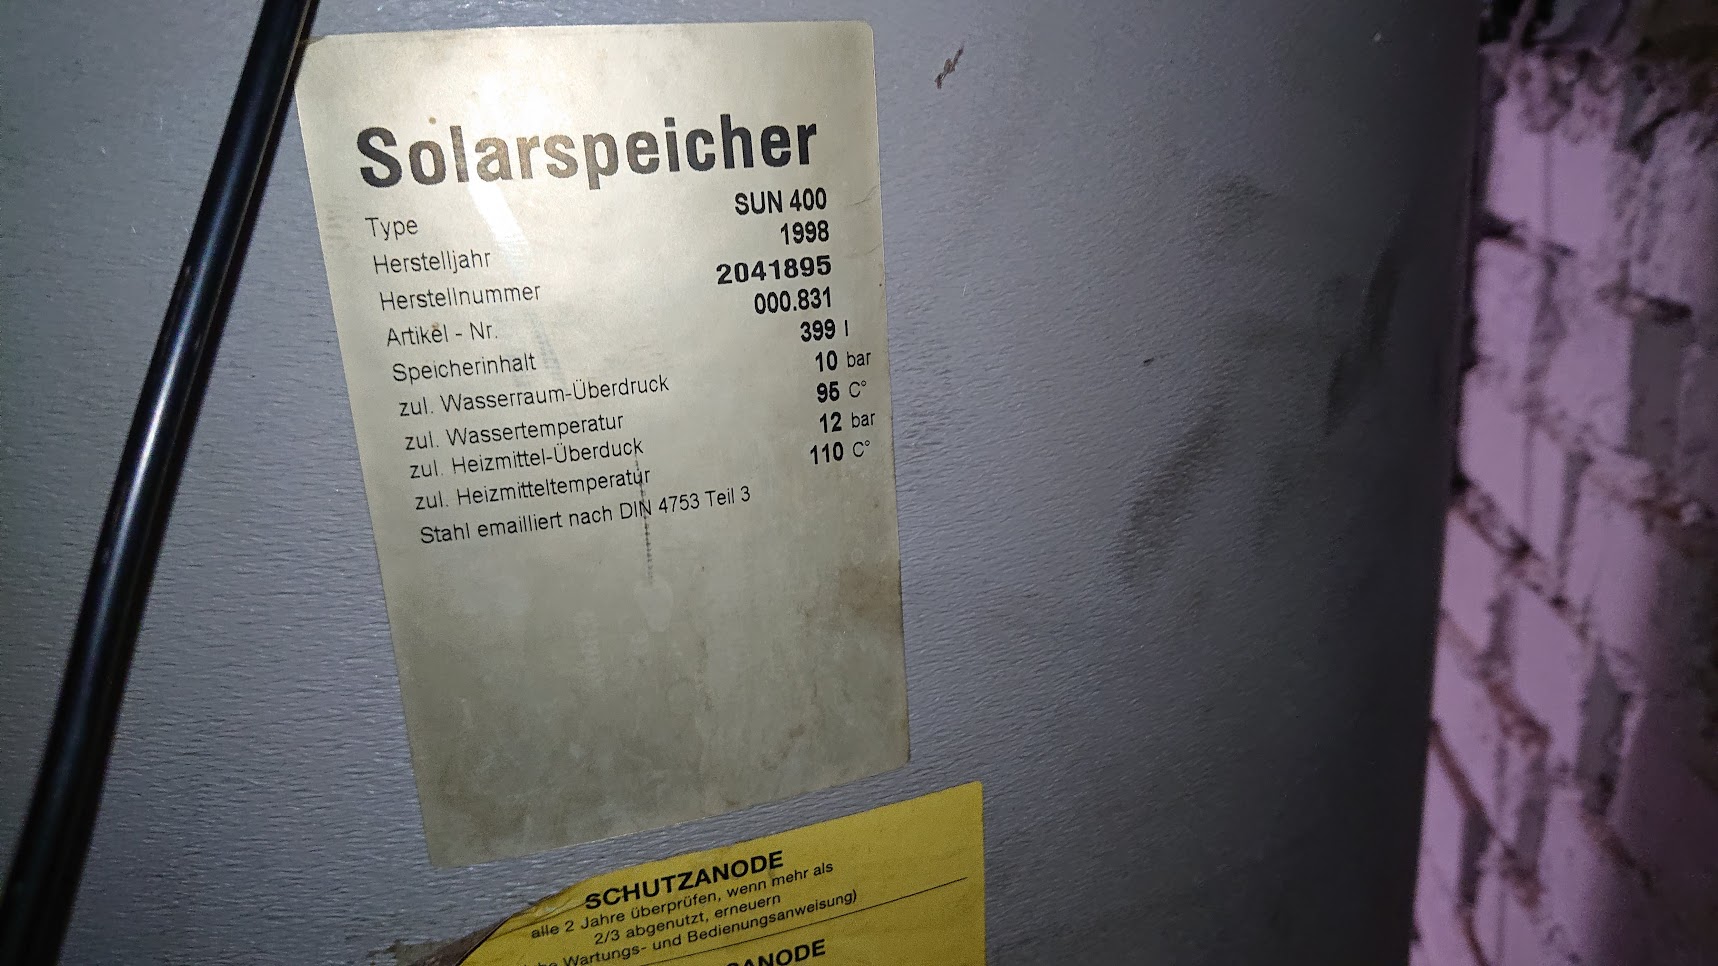 Solarspeicher
Type SUN 400
Herstelljahr 1998
Herstellnummer 2041895
Artikel - Nr. 000.831
Speicherinhalt 399 l
zul. Wasserraum-Überdruck 10 bar
zul. Wassertemperatur 95 C°
zul. Heizmittel-Überduck 12 bar
zul. Heizmitteltemperatur 110 C°
Stahl emailliert nach DIN 4753 Teil 3
SCHUTZANODE
alle 2 Jahre überprüfen, wenn mehr als
2/3 abgenutzt, erneuern
Wartungs- und Bedienungsanweisung)